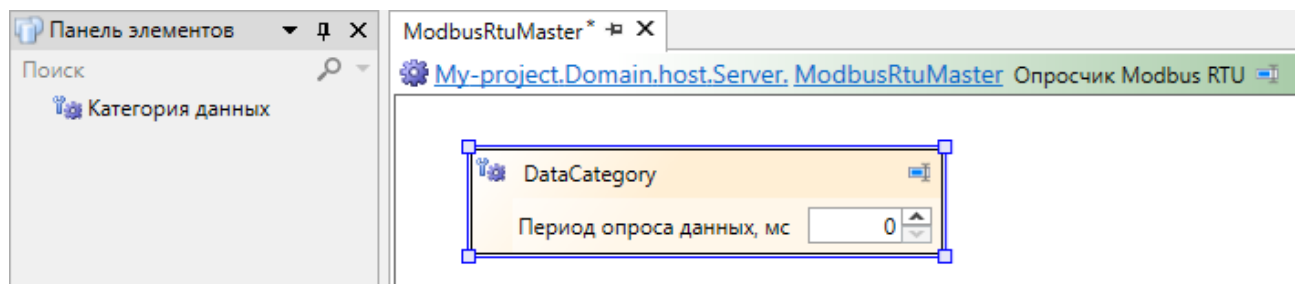 Панель элементов
Поиск
Категория данных
ModbusRtuMaster*
My-project.Domain.host.Server. ModbusRtuMaster Опросчик Modbus RTU
DataCategory
Период опроса данных, мс 0